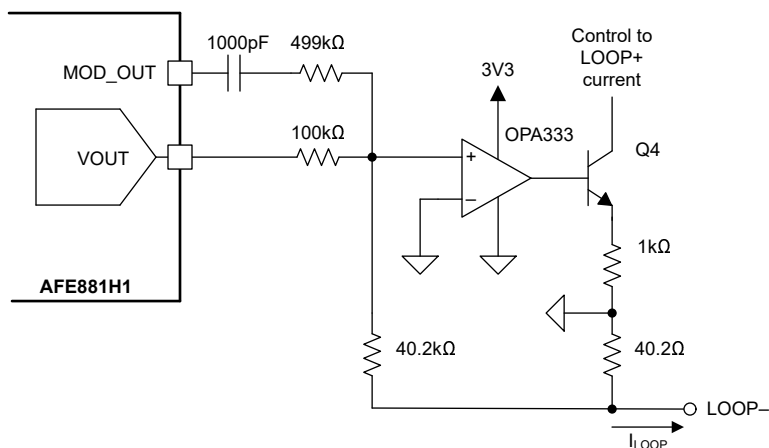 1000pF
499kΩ
MOD_OUT
Control to
LOOP+
current
3V3
OPA333
100kΩ
VOUT
+
−
Q4
1kΩ
AFE881H1
40.2kΩ
40.2Ω
LOOP–
ILOOP